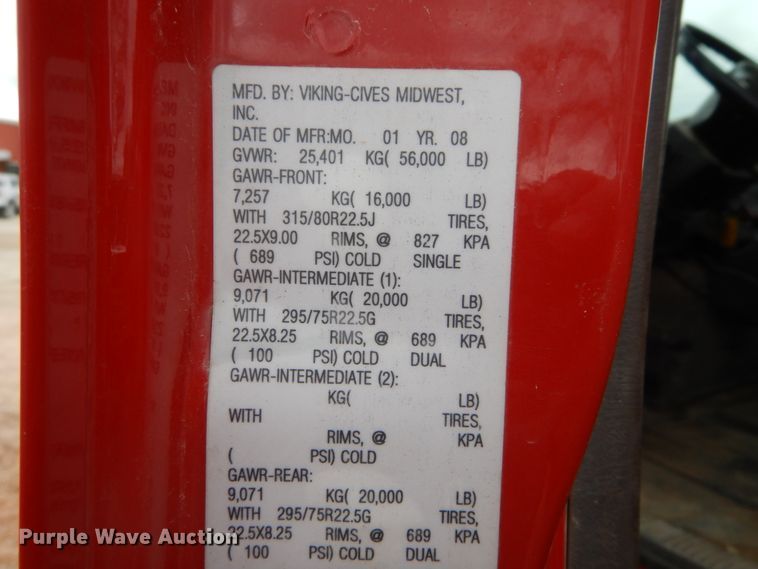 MFD. BY: VIKING-CIVES MIDWEST,
INC.
DATE OF MFR:MO. 01 YR. 08
GVWR: 25,401 KG( 56,000 LB)
GAWR-FRONT:
7,257 KG( 16,000 LB)
WITH 315/80R22.5J TIRES,
22.5X9.00 RIMS, @ 827 KPA
( 689 PSI) COLD SINGLE
GAWR-INTERMEDIATE (1):
9,071 KG( 20,000 LB)
WITH 295/75R22.5G TIRES,
22.5X8.25 RIMS, @ 689 KPA
( 100 PSI) COLD DUAL
GAWR-INTERMEDIATE (2):
KG( LB)
WITH TIRES,
RIMS, @ KPA
( PSI) COLD
GAWR-REAR:
9,071 KG( 20,000 LB)
WITH 295/75R22.5G TIRES,
22.5X8.25 RIMS, @ 689 KPA
( 100 PSI) COLD DUAL
Purple Wave Auction